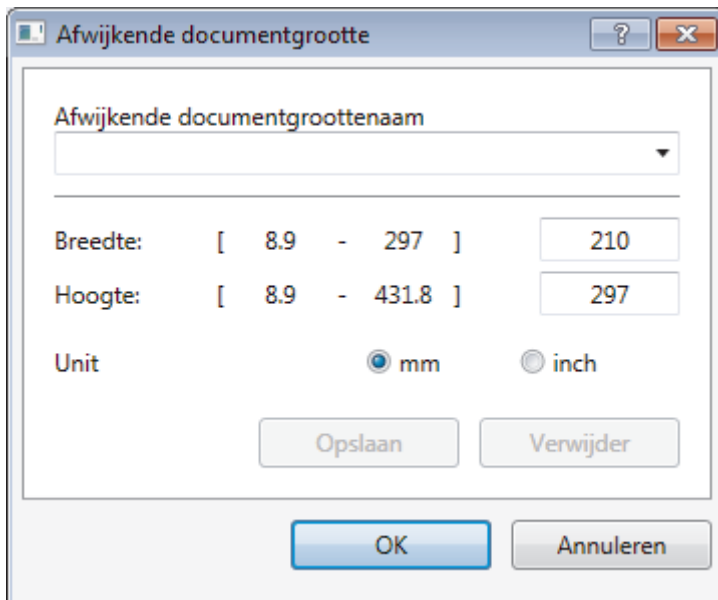 Afwijkende documentgrootte
Afwijkende documentgroottenaam
Breedte: [ 8.9 - 297 ] 210
Hoogte: [ 8.9 - 431.8 ] 297
Unit mm inch
Opslaan Verwijder
OK Annuleren